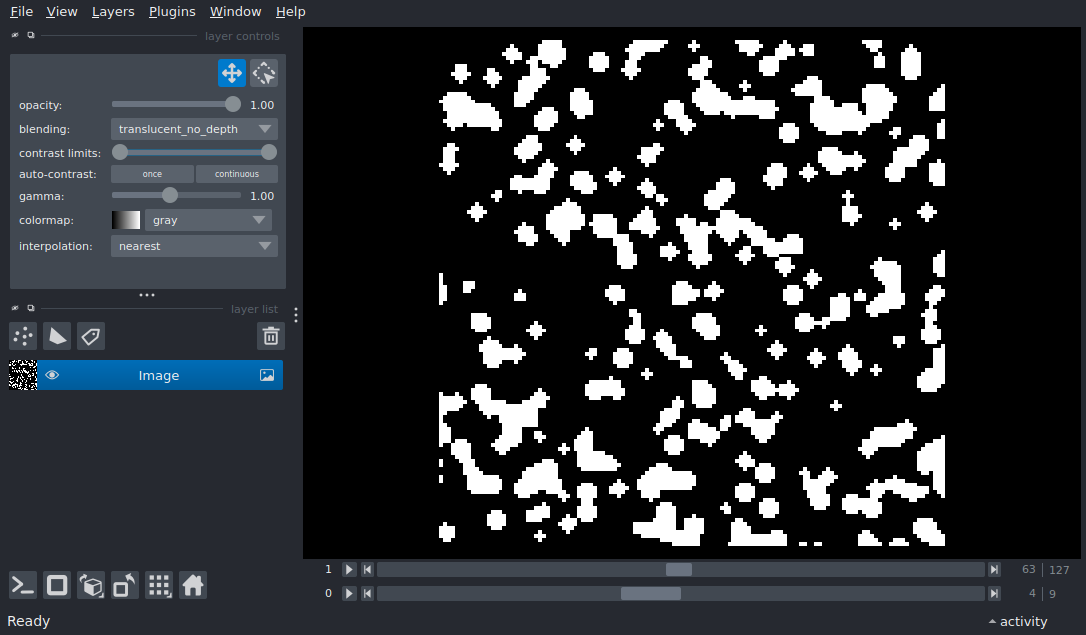 File View Layers Plugins Window Help
layer controls
opacity: 1.00
blending: translucent_no_depth
contrast limits:
auto-contrast: once continuous
gamma: 1.00
colormap: gray
interpolation: nearest
layer list
Image
1 63 127
0 4 9
Ready activity